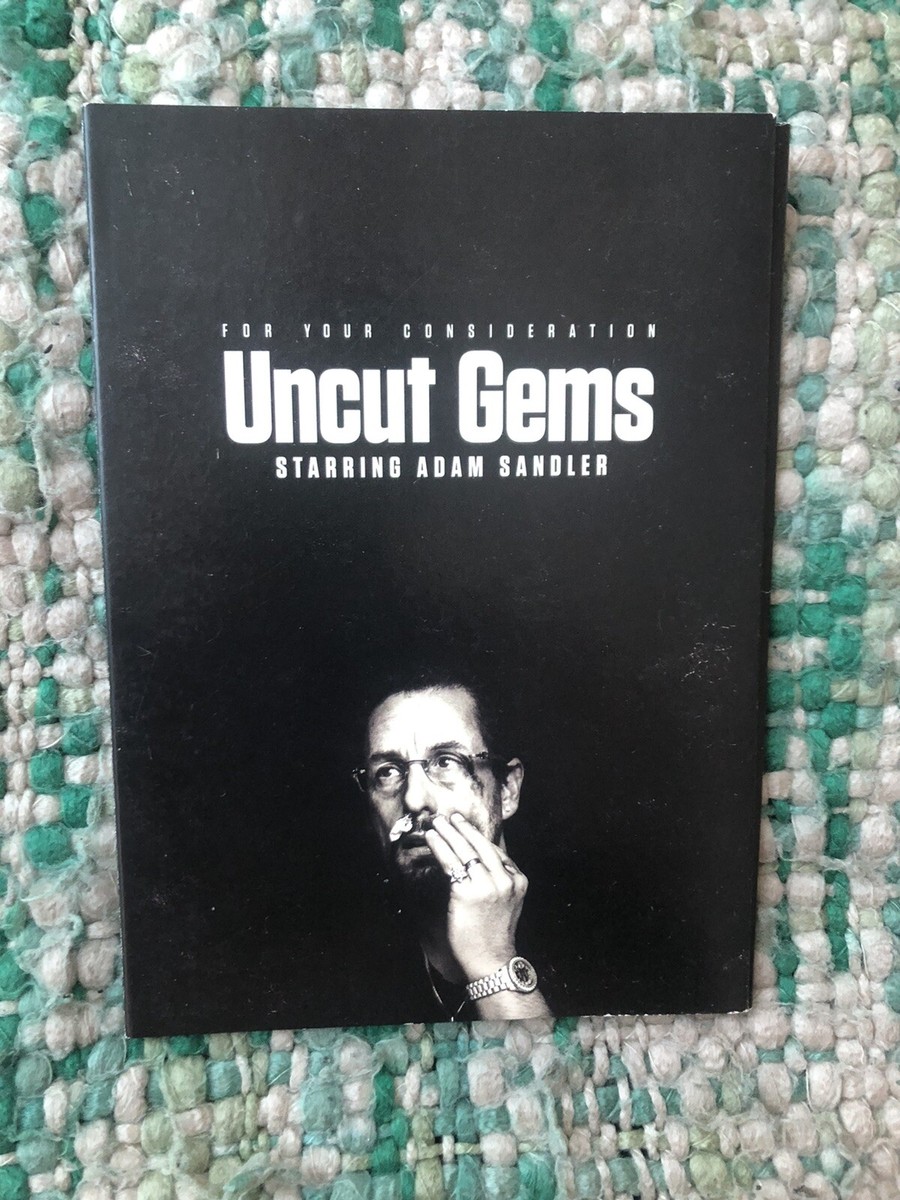 FOR YOUR CONSIDERATION
Uncut Gems
STARRING ADAM SANDLER